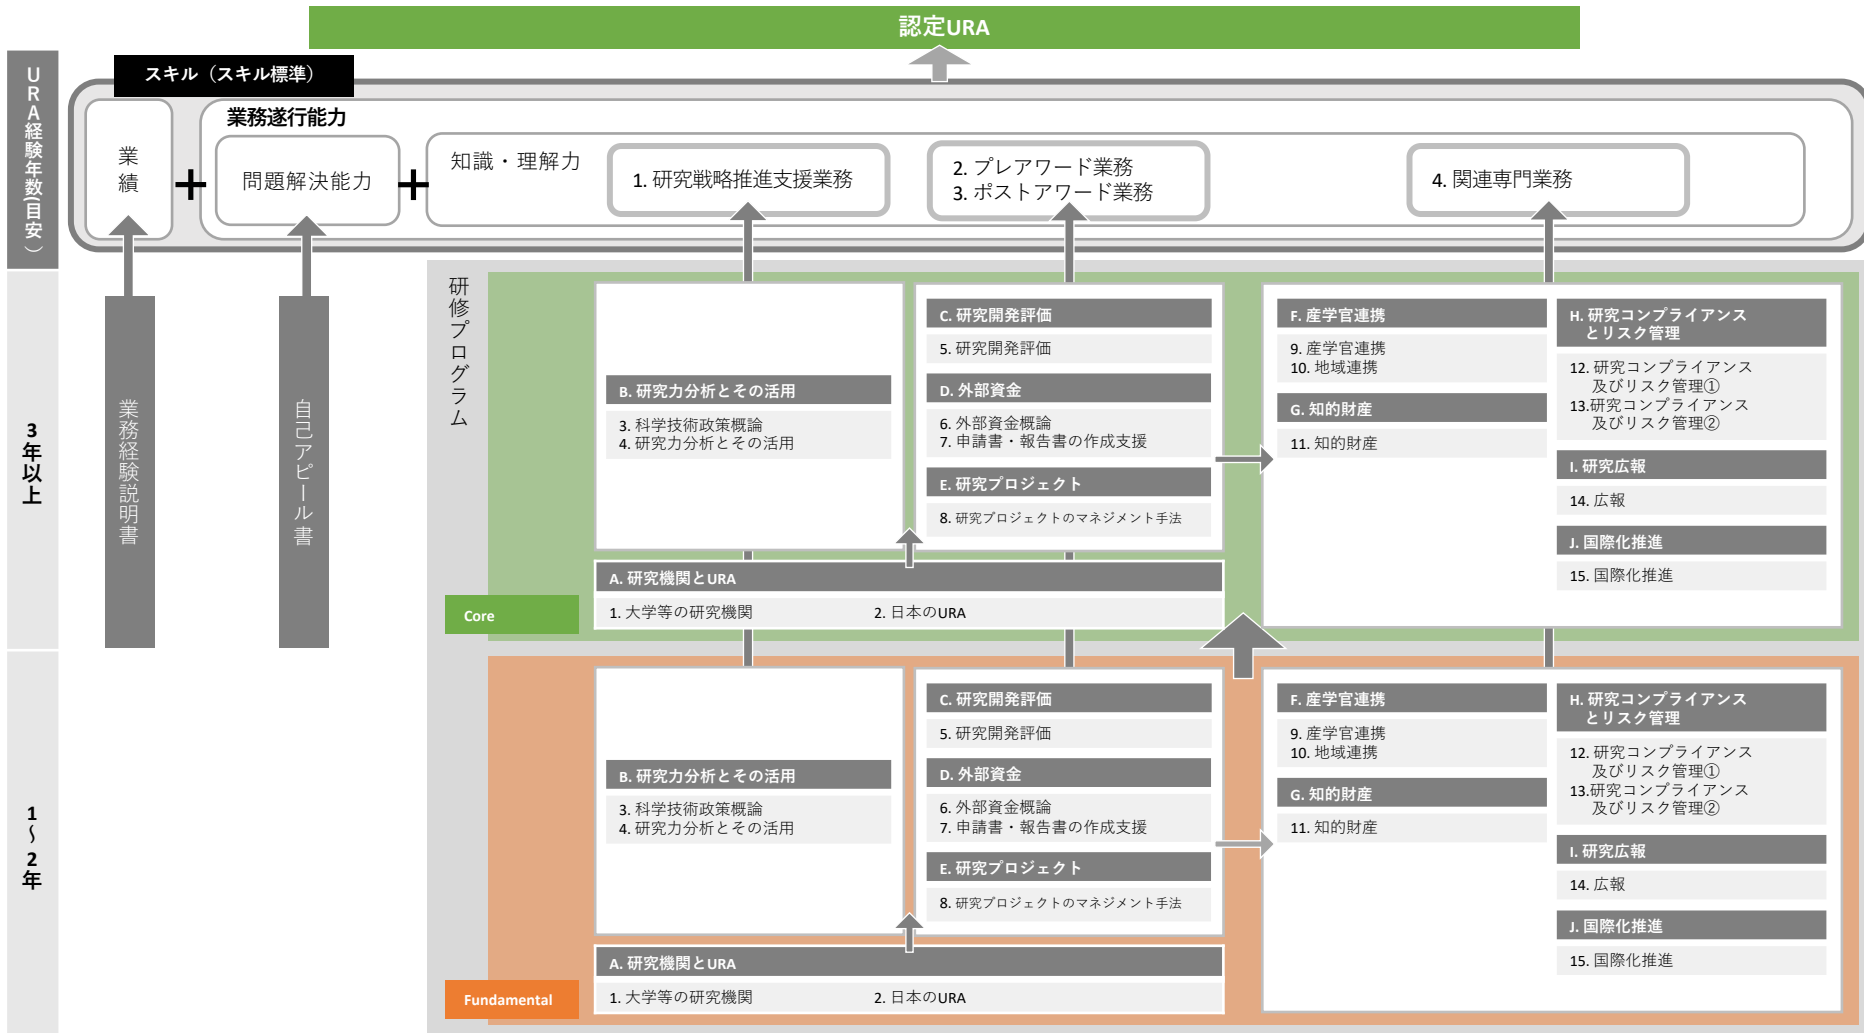 認定URA
URA経験年数(目安)
スキル（スキル標準）
業績
+
業務遂行能力
問題解決能力
+
知識・理解力
1. 研究戦略推進支援業務
2. プレアワード業務
3. ポストアワード業務
4. 関連専門業務
3年以上
業務経験説明書
自己アピール書
研修プログラム
B. 研究力分析とその活用
3. 科学技術政策概論
4. 研究力分析とその活用
C. 研究開発評価
5. 研究開発評価
D. 外部資金
6. 外部資金概論
7. 申請書・報告書の作成支援
E. 研究プロジェクト
8. 研究プロジェクトのマネジメント手法
F. 産学官連携
9. 産学官連携
10. 地域連携
G. 知的財産
11. 知的財産
H. 研究コンプライアンス
とリスク管理
12. 研究コンプライアンス
及びリスク管理①
13.研究コンプライアンス
及びリスク管理②
I. 研究広報
14. 広報
J. 国際化推進
15. 国際化推進
A. 研究機関とURA
1. 大学等の研究機関
2. 日本のURA
Core
1～2年
B. 研究力分析とその活用
3. 科学技術政策概論
4. 研究力分析とその活用
C. 研究開発評価
5. 研究開発評価
D. 外部資金
6. 外部資金概論
7. 申請書・報告書の作成支援
E. 研究プロジェクト
8. 研究プロジェクトのマネジメント手法
F. 産学官連携
9. 産学官連携
10. 地域連携
G. 知的財産
11. 知的財産
H. 研究コンプライアンス
とリスク管理
12. 研究コンプライアンス
及びリスク管理①
13.研究コンプライアンス
及びリスク管理②
I. 研究広報
14. 広報
J. 国際化推進
15. 国際化推進
A. 研究機関とURA
1. 大学等の研究機関
2. 日本のURA
Fundamental